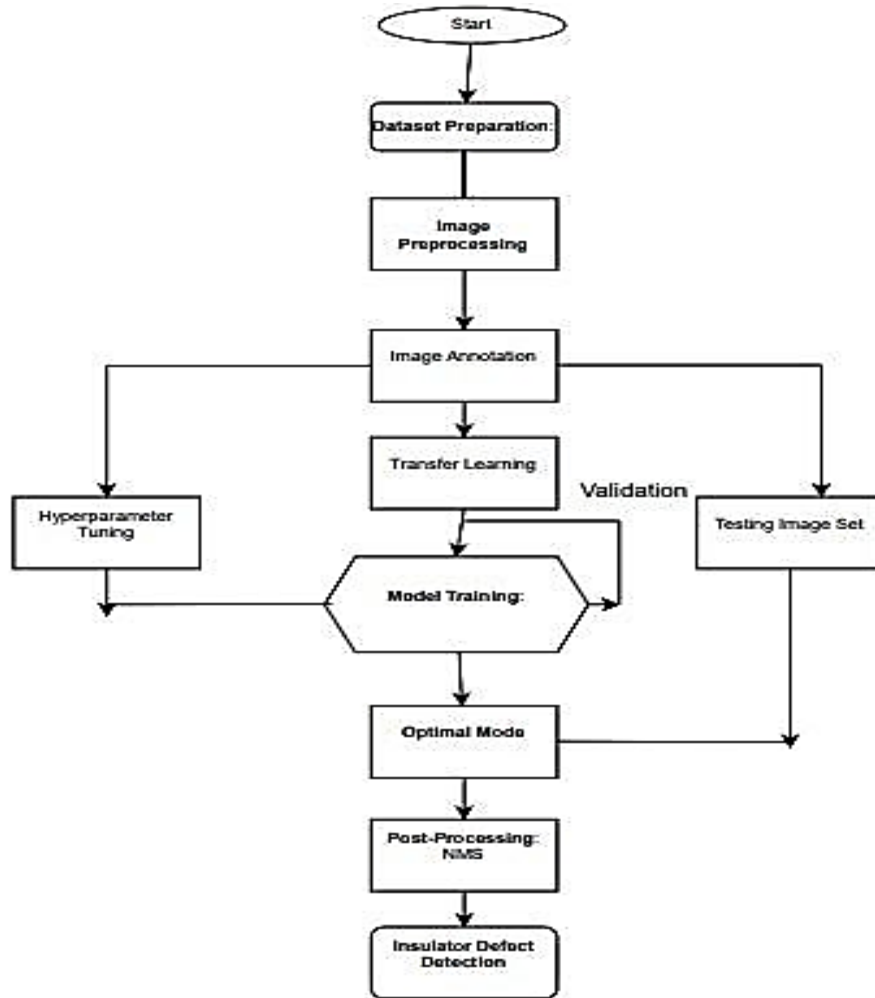 Start
Dataset Preparation:
Image
Preprocessing
Image Annotation
Transfer Learning
Validation
Hyperparameter
Tuning
Testing Image Set
Model Training:
Optimal Mode
Post-Processing:
NMS
Insulator Defect
Detection